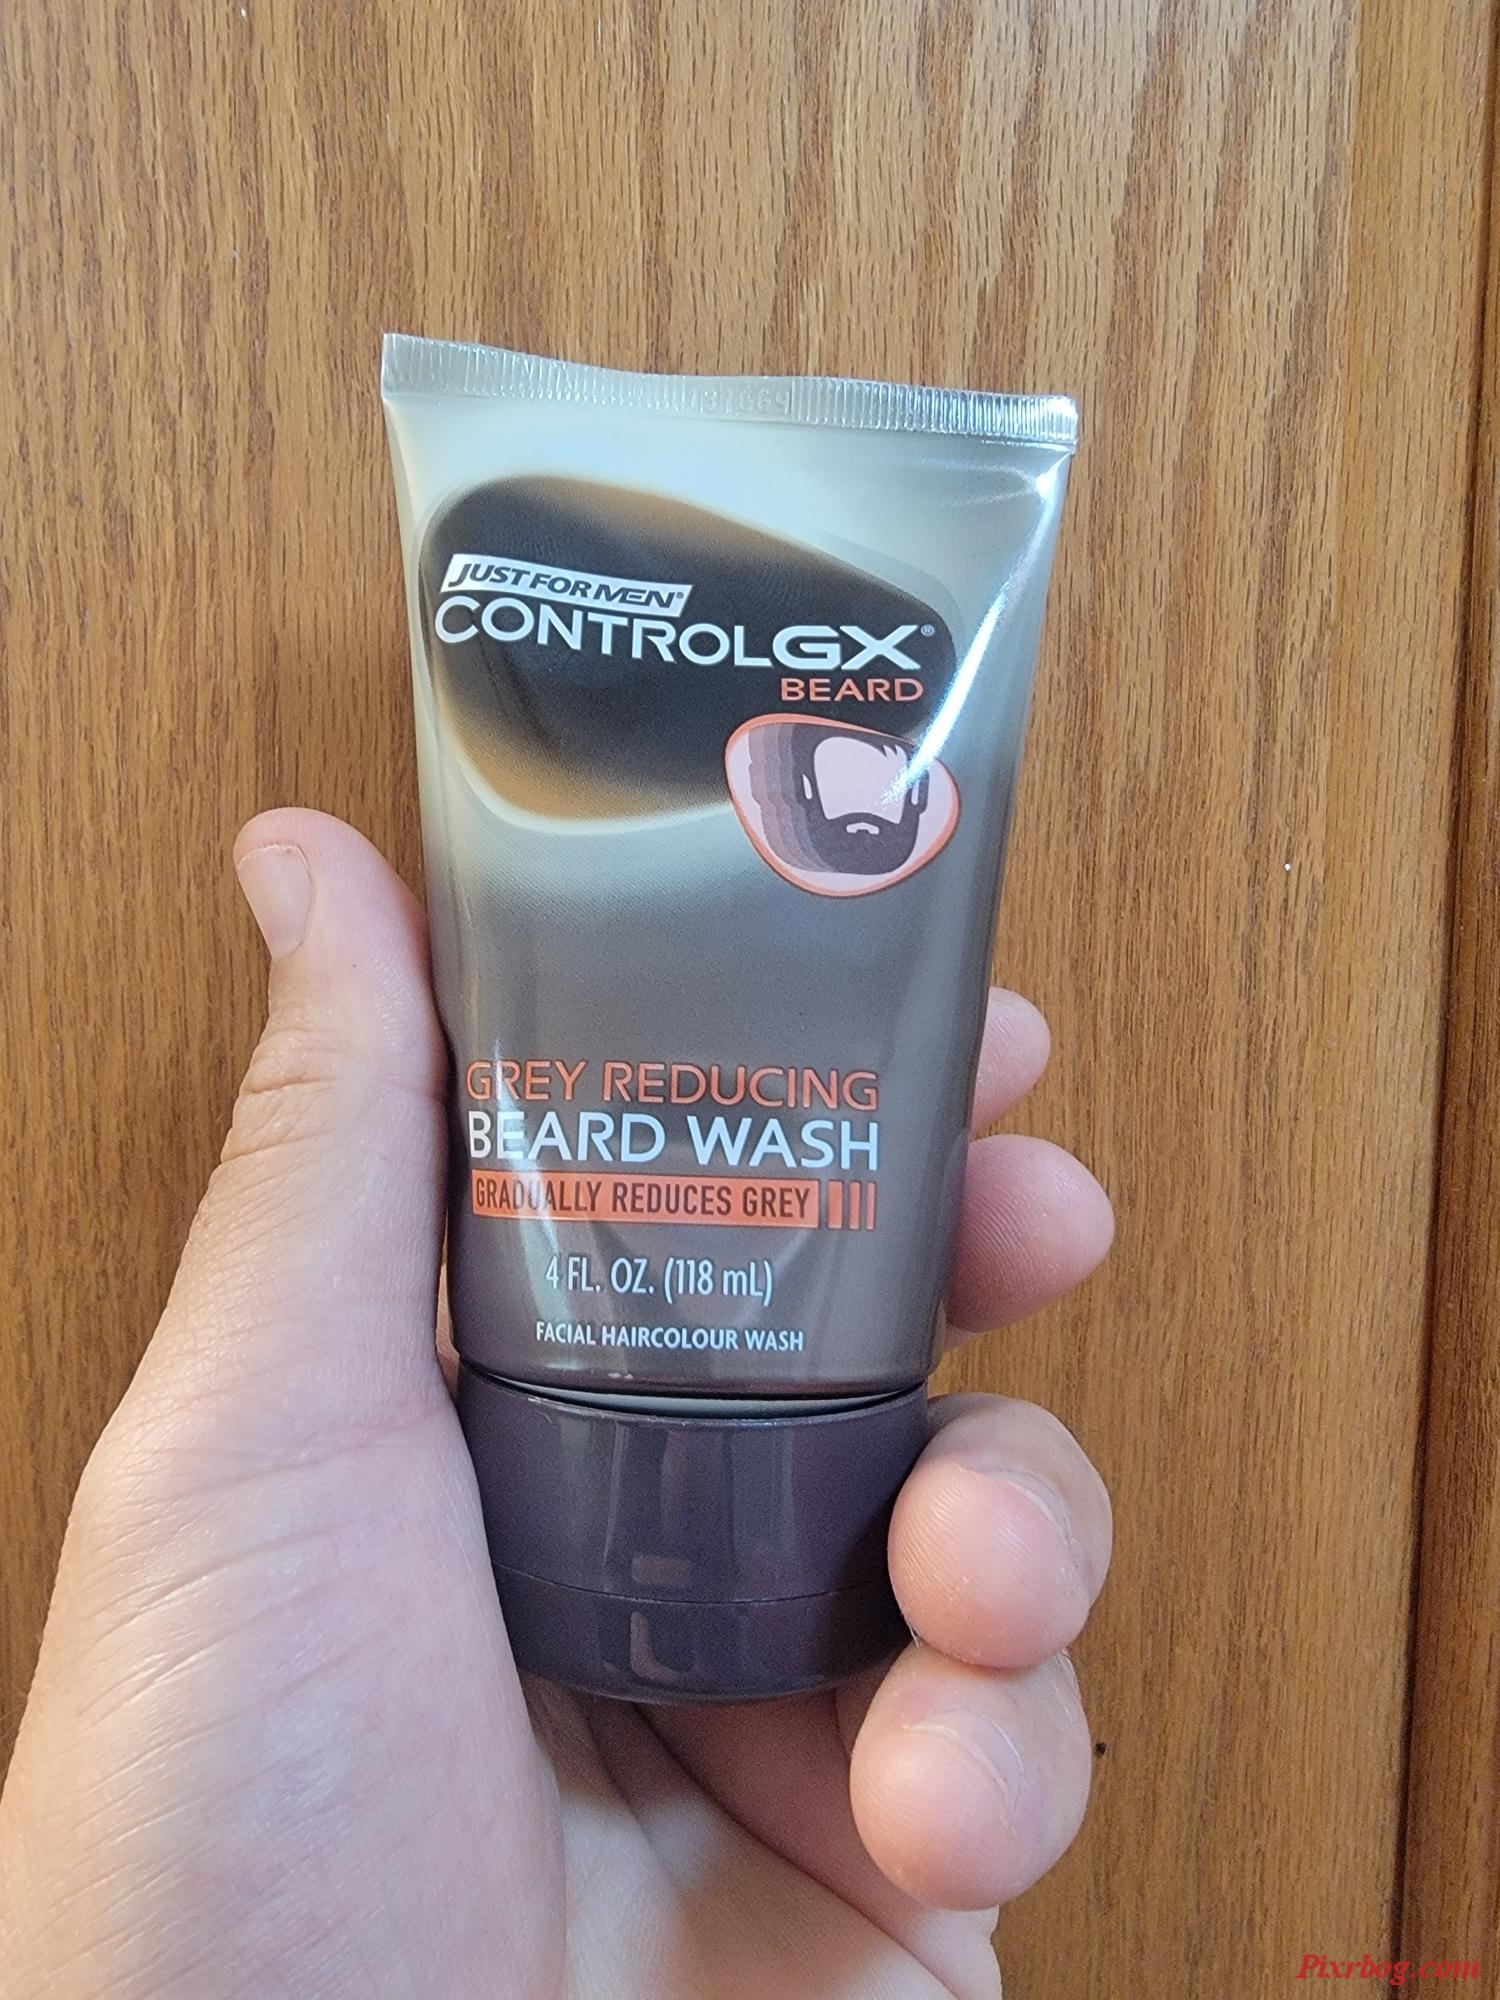 JUST FOR MEN®
CONTROLGX®
BEARD
GREY REDUCING
BEARD WASH
GRADUALLY REDUCES GREY
4 FL. OZ. (118 mL)
FACIAL HAIRCOLOUR WASH
Pixrbog.com